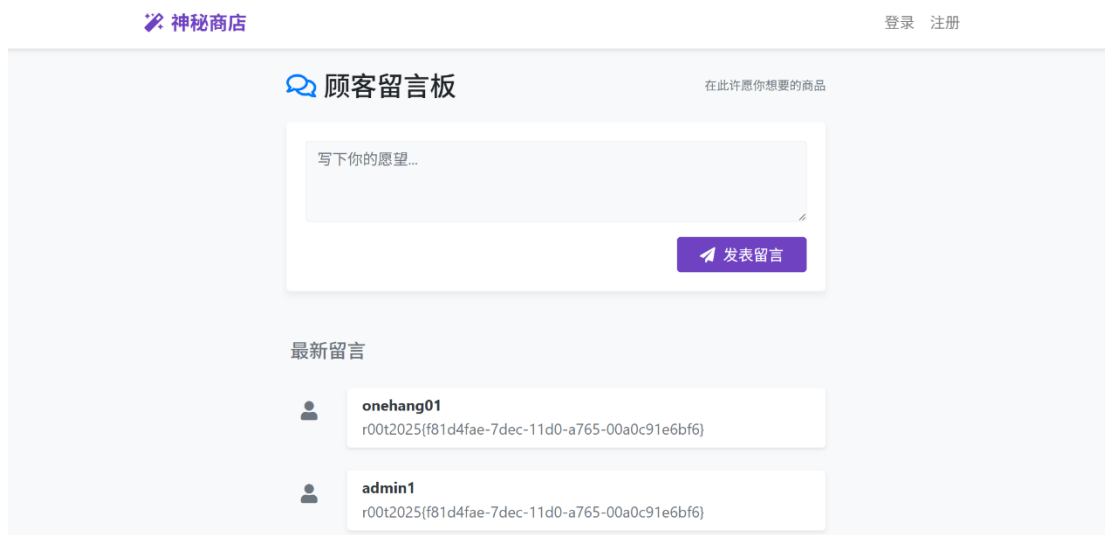 神秘商店
登录 注册
顾客留言板
在此许愿你想要的商品
写下你的愿望...
发表留言
最新留言
onehang01
r00t2025{f81d4fae-7dec-11d0-a765-00a0c91e6bf6}
admin1
r00t2025{f81d4fae-7dec-11d0-a765-00a0c91e6bf6}